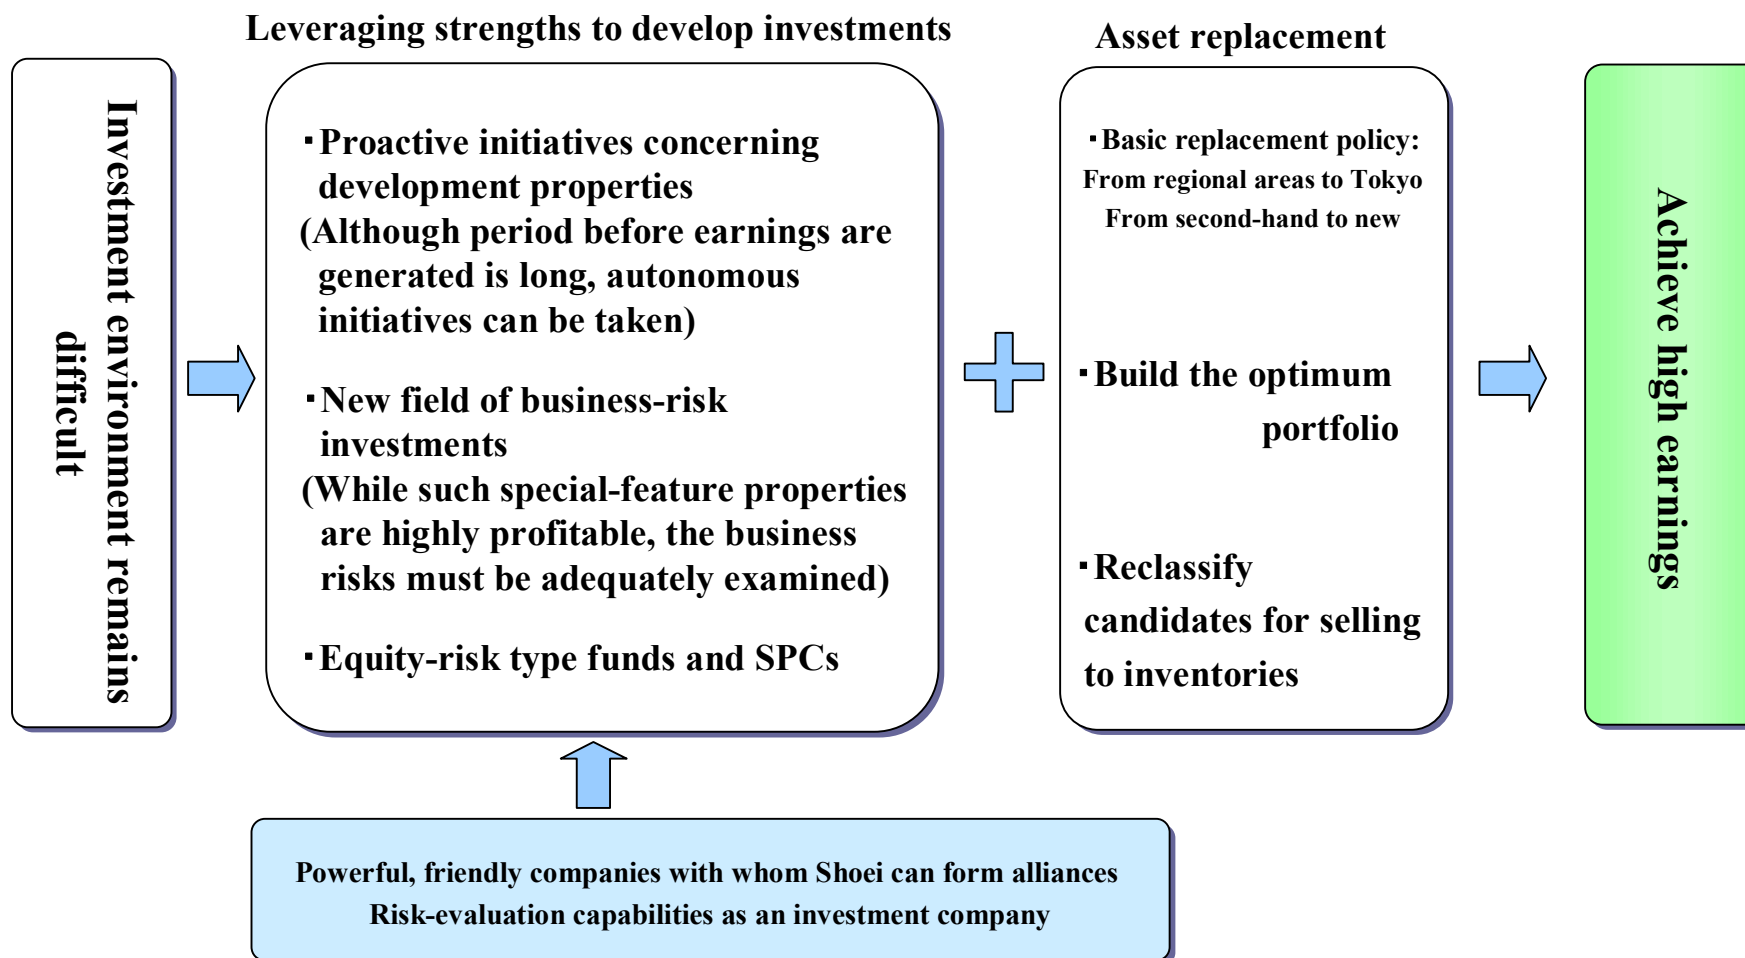 Leveraging strengths to develop investments
Asset replacement
Investment environment remains
difficult
・Proactive initiatives concerning
development properties
(Although period before earnings are
generated is long, autonomous
initiatives can be taken)
・New field of business-risk
investments
(While such special-feature properties
are highly profitable, the business
risks must be adequately examined)
・Equity-risk type funds and SPCs
・Basic replacement policy:
From regional areas to Tokyo
From second-hand to new
・Build the optimum
portfolio
・Reclassify
candidates for selling
to inventories
Achieve high earnings
Powerful, friendly companies with whom Shoei can form alliances
Risk-evaluation capabilities as an investment company